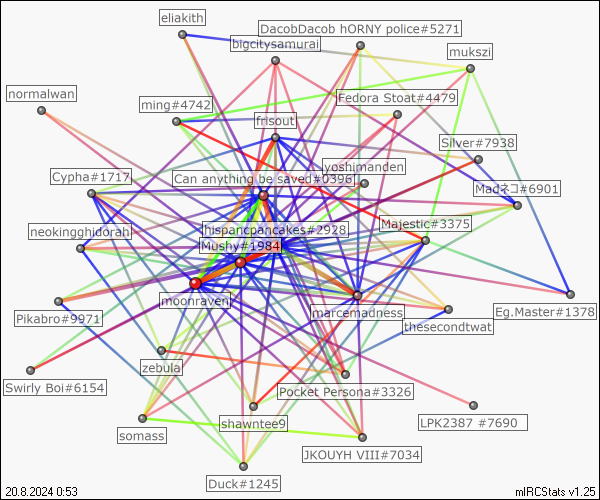 eliakith
DacobDacob hORNY police#5271
bigcitysamurai
mukszi
normalwan
ming#4742
Fedora Stoat#4479
frisout
Silver#7938
yoshimanden
Cypha#1717
Can anything be saved#0396
Madネコ#6901
hispancpancakes#2928
Majestic#3375
neokingghidorah
Mushy#1984
moonraven
marcemadness
Eg.Master#1378
Pikabro#9971
thesecondtwat
zebula
Swirly Boi#6154
Pocket Persona#3326
shawntee9
LPK2387 #7690
somass
JKOUYH VIII#7034
Duck#1245
20.8.2024 0:53
mIRCStats v1.25